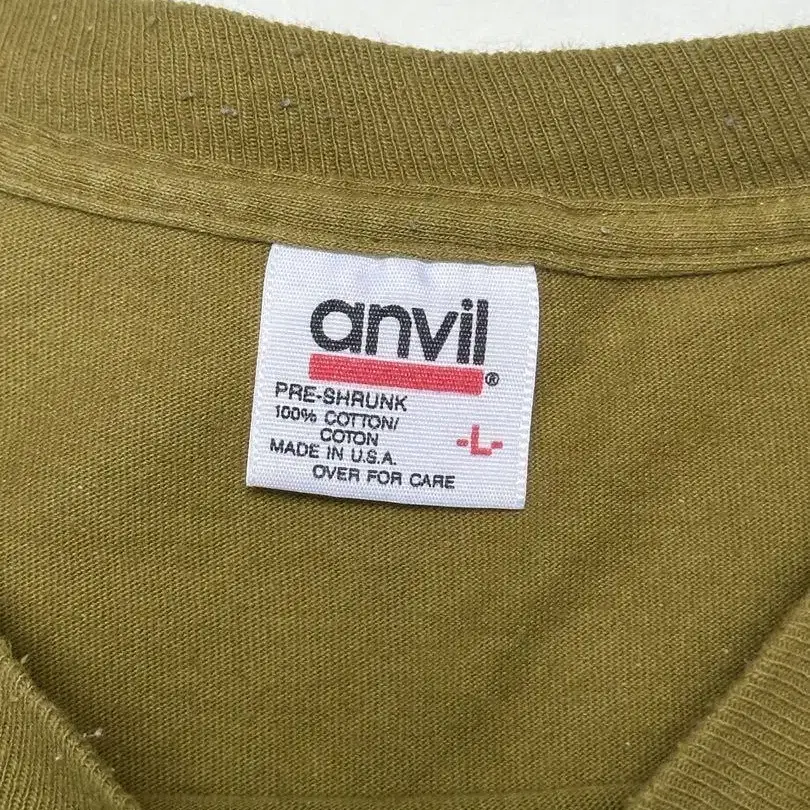 anvil®
PRE-SHRUNK
100% COTTON/
COTON
-L-
MADE IN U.S.A.
OVER FOR CARE